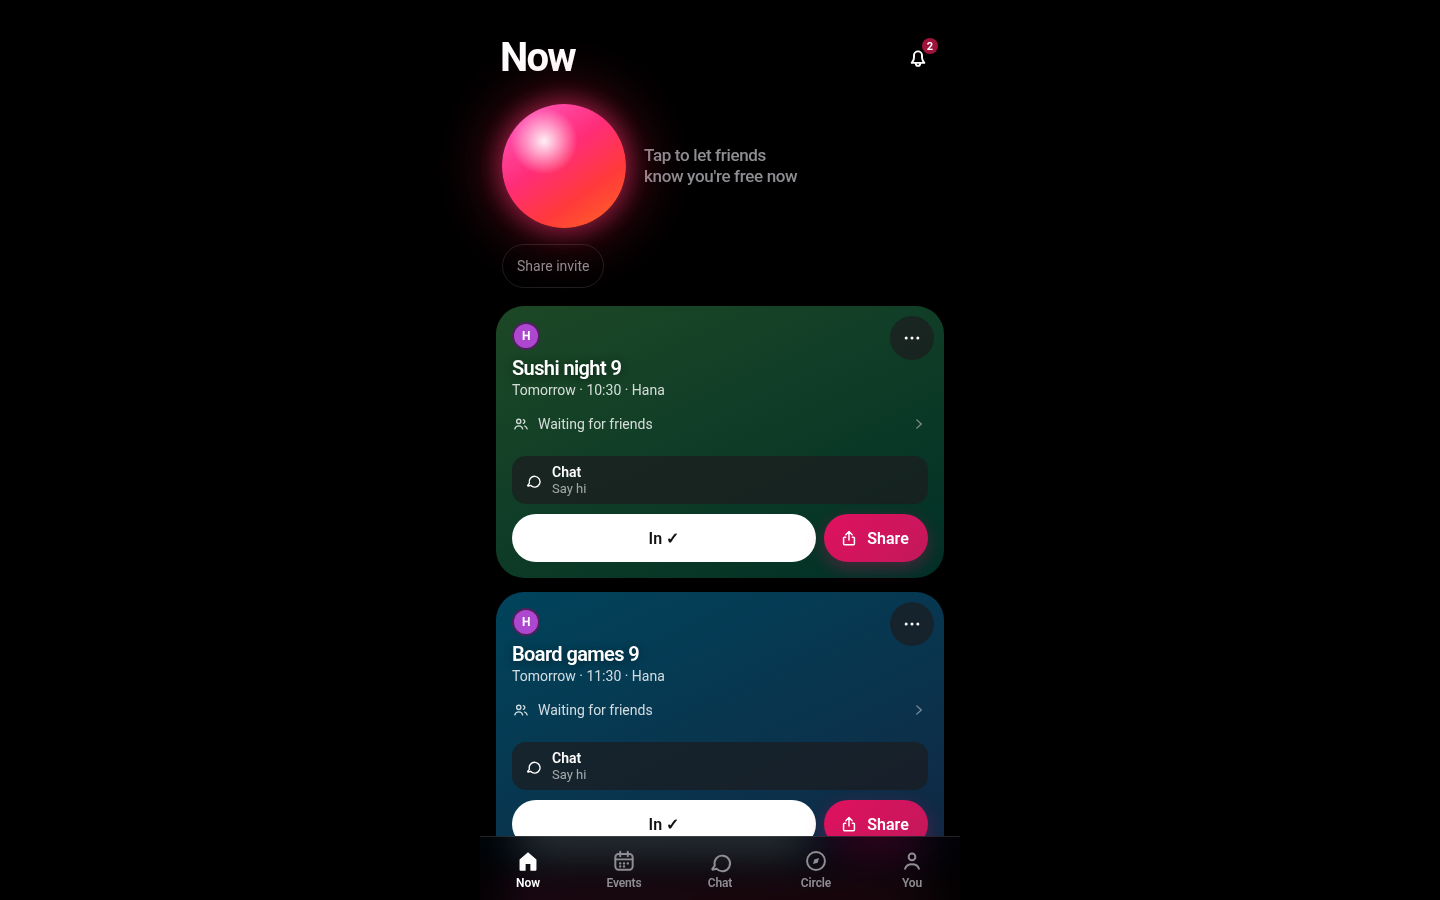 Now
2
Tap to let friends
know you're free now
Share invite
H
Sushi night 9
Tomorrow · 10:30 · Hana
Waiting for friends
Chat
Say hi
In ✓
Share
H
Board games 9
Tomorrow · 11:30 · Hana
Waiting for friends
Chat
Say hi
In ✓
Share
Now
Events
Chat
Circle
You